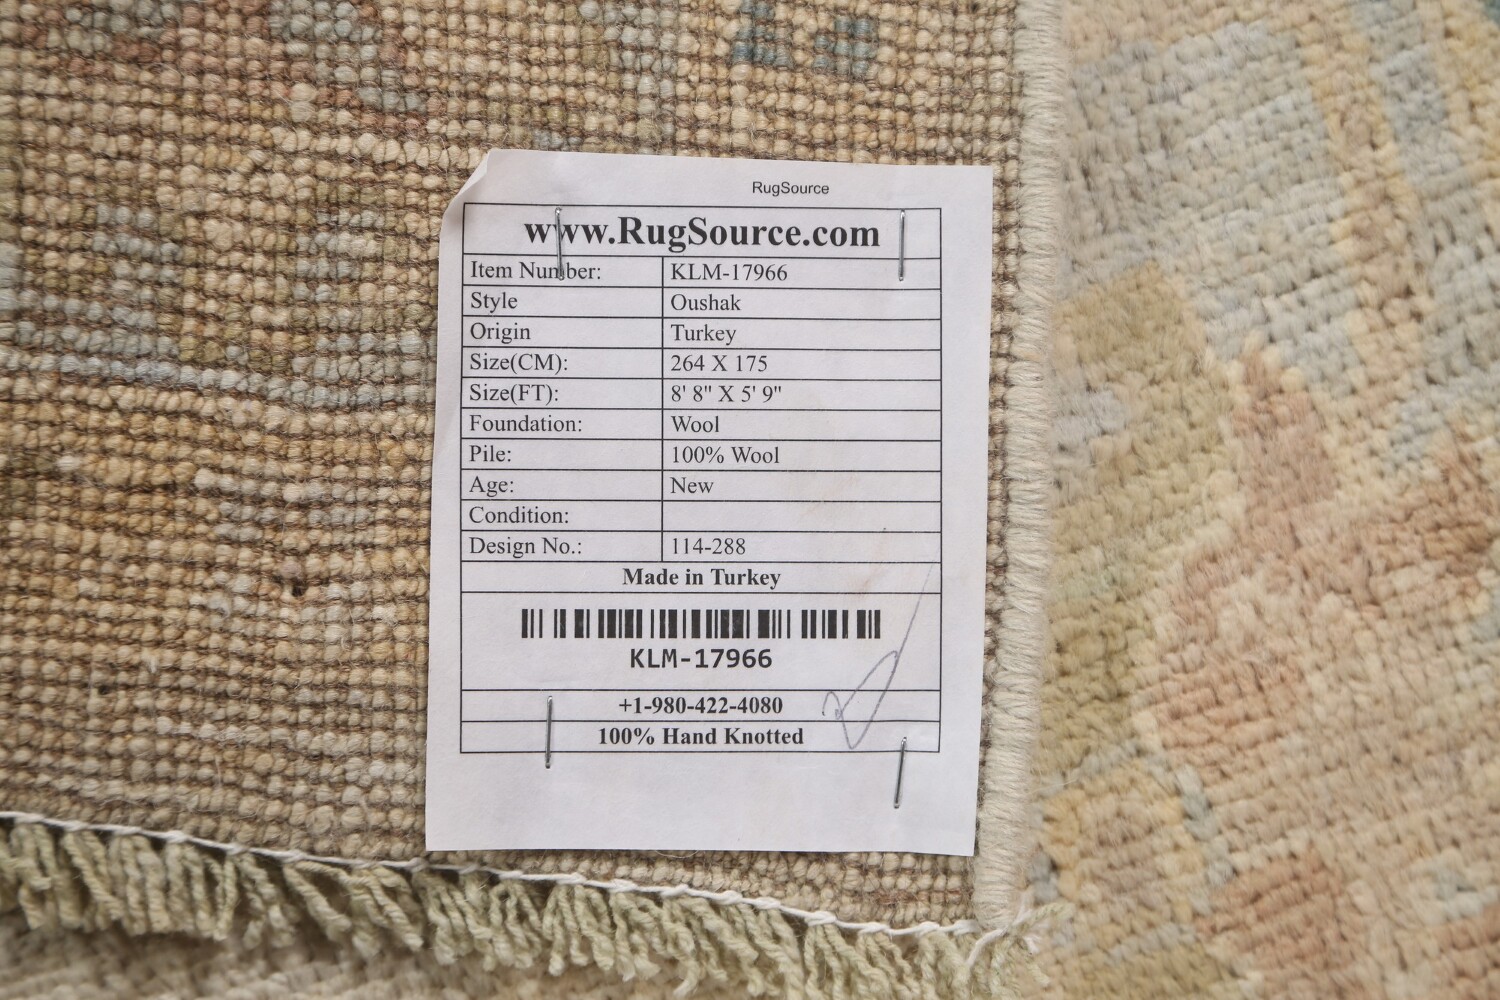 RugSource
www.RugSource.com
Item Number: KLM-17966
Style Oushak
Origin Turkey
Size(CM): 264 X 175
Size(FT): 8' 8" X 5' 9"
Foundation: Wool
Pile: 100% Wool
Age: New
Condition:
Design No.: 114-288
Made in Turkey
KLM-17966
+1-980-422-4080
100% Hand Knotted